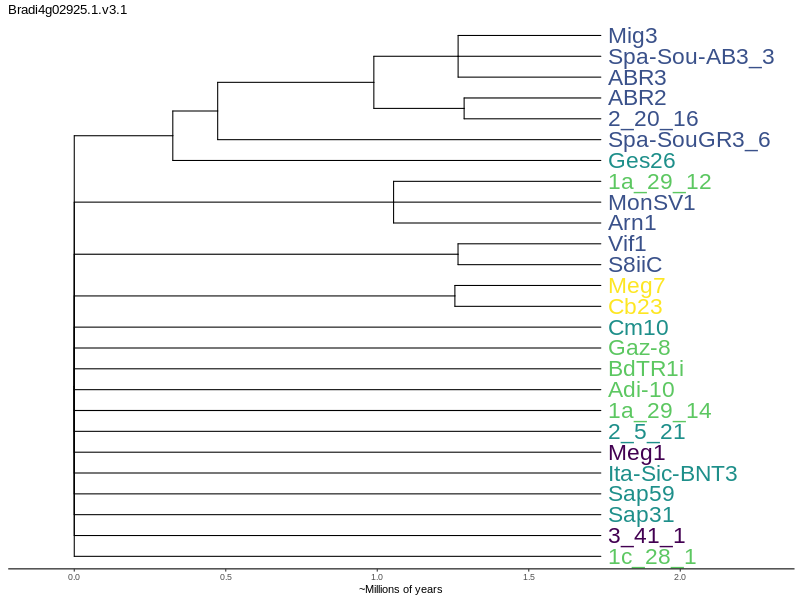 Bradi4g02925.1.v3.1
Mig3
Spa-Sou-AB3_3
ABR3
ABR2
2_20_16
Spa-SouGR3_6
Ges26
1a_29_12
MonSV1
Arn1
Vif1
S8iiC
Meg7
Cb23
Cm10
Gaz-8
BdTR1i
Adi-10
1a_29_14
2_5_21
Meg1
Ita-Sic-BNT3
Sap59
Sap31
3_41_1
1c_28_1
0.0 0.5 1.0 1.5 2.0
~Millions of years